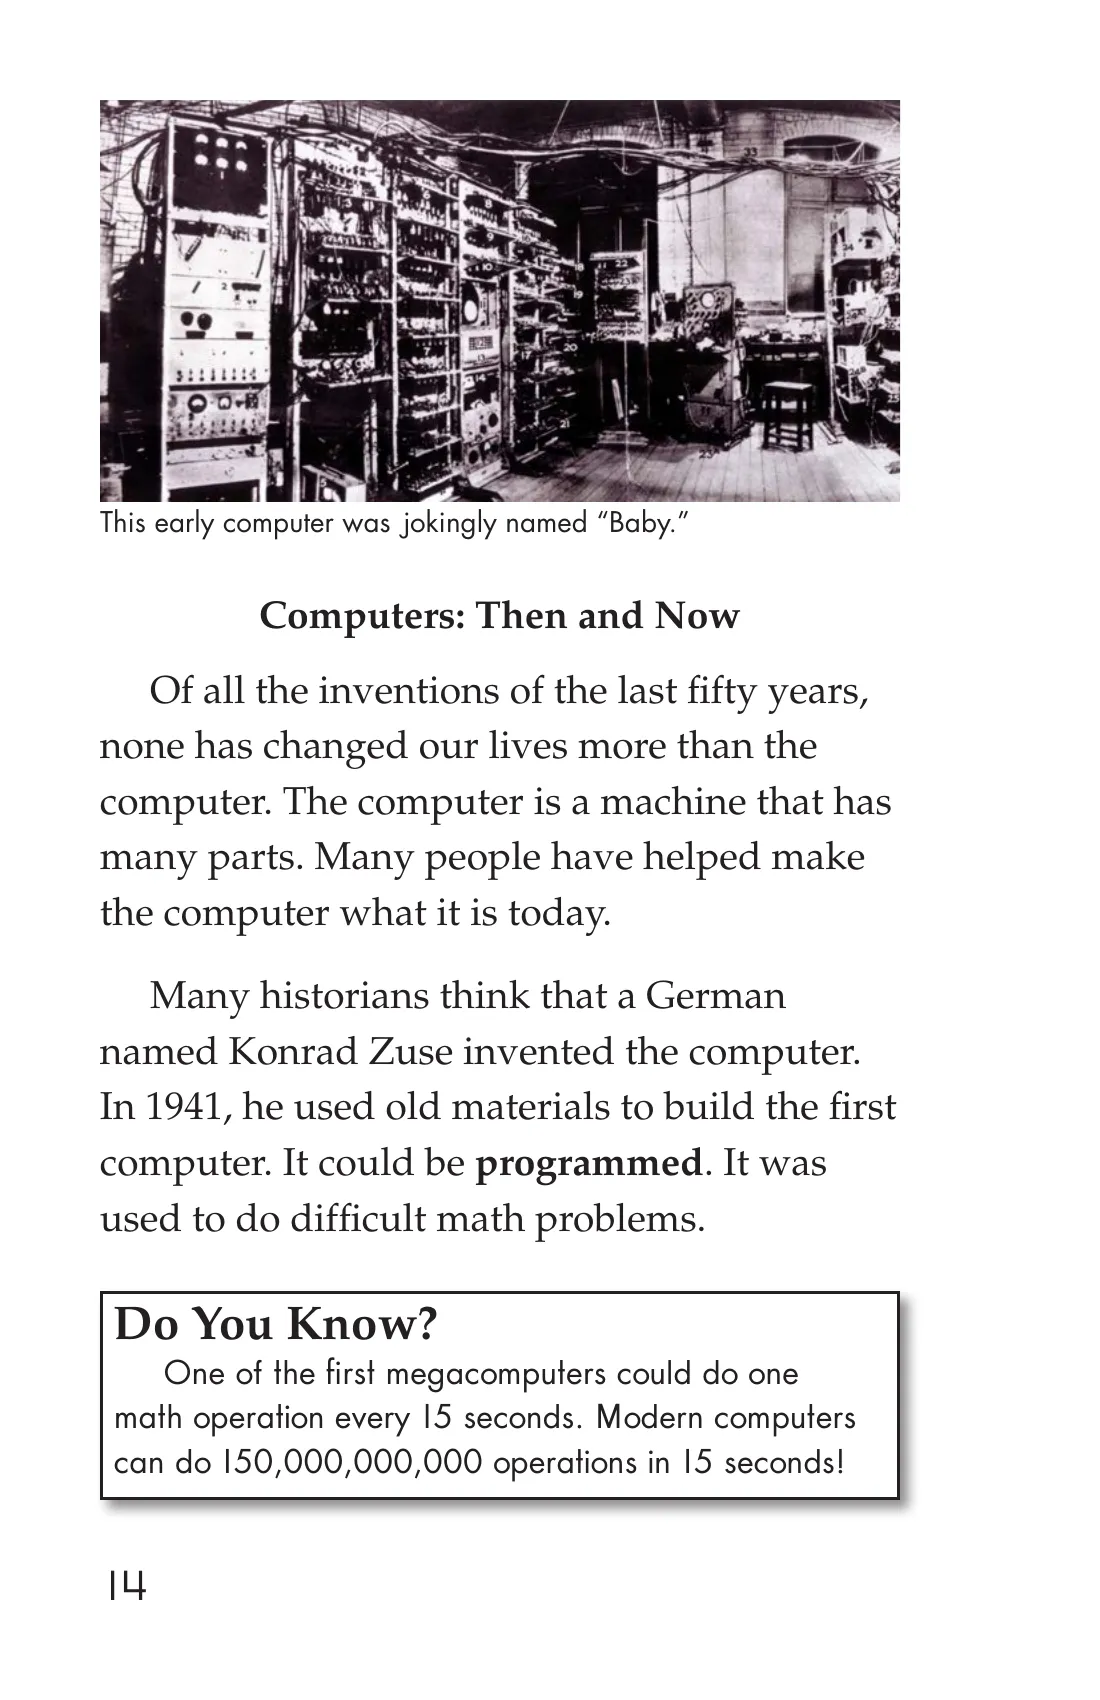 This early computer was jokingly named “Baby.”
Computers: Then and Now
Of all the inventions of the last fifty years,
none has changed our lives more than the
computer. The computer is a machine that has
many parts. Many people have helped make
the computer what it is today.
Many historians think that a German
named Konrad Zuse invented the computer.
In 1941, he used old materials to build the first
computer. It could be programmed. It was
used to do difficult math problems.
Do You Know?
One of the first megacomputers could do one
math operation every 15 seconds. Modern computers
can do 150,000,000,000 operations in 15 seconds!
14